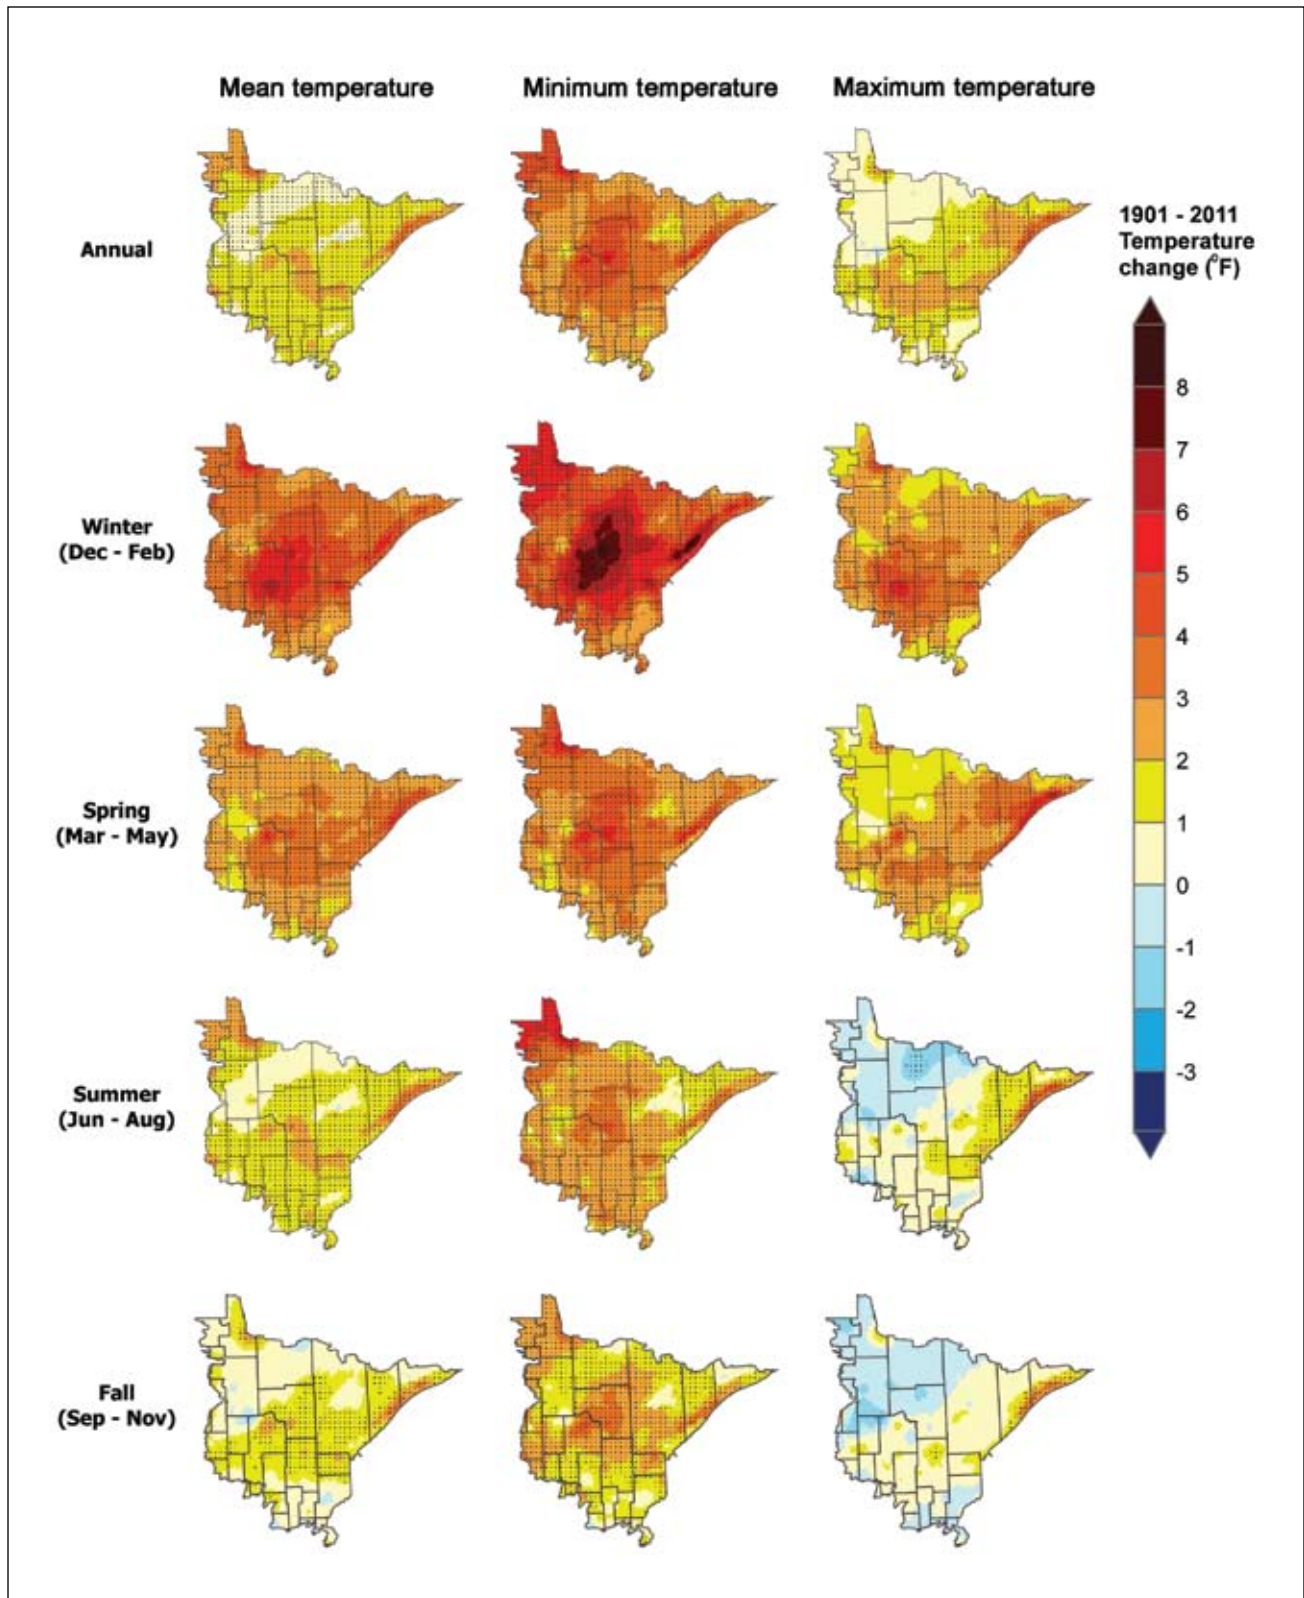 Mean temperature
Minimum temperature
Maximum temperature
Annual
1901 - 2011
Temperature
change (°F)
8
7
6
5
4
3
2
1
0
-1
-2
-3
Winter
(Dec - Feb)
Spring
(Mar - May)
Summer
(Jun - Aug)
Fall
(Sep - Nov)